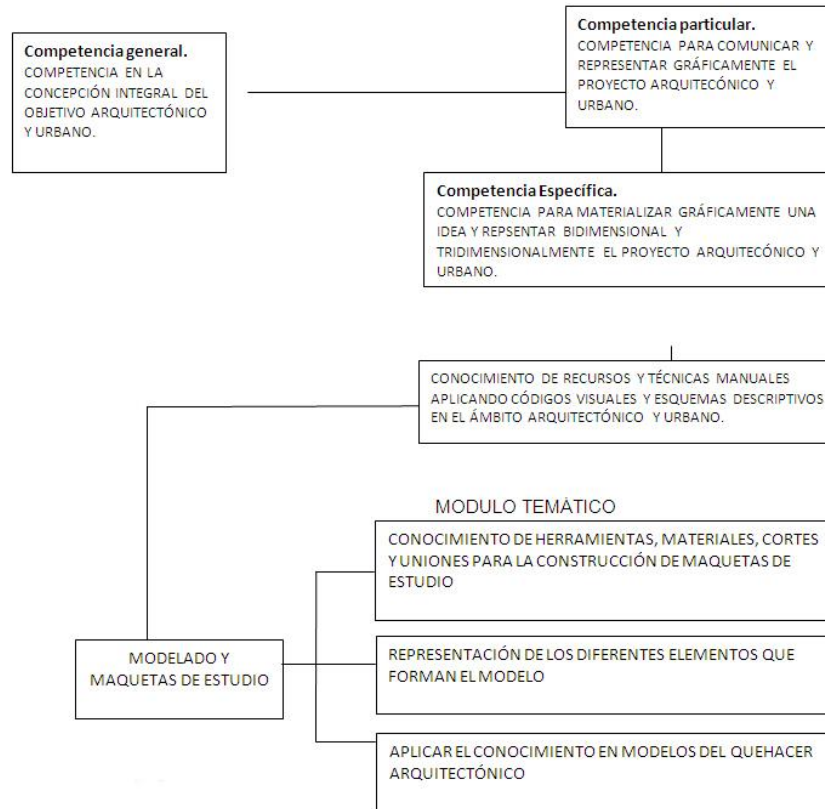 Competencia general.
COMPETENCIA EN LA
CONCEPCIÓN INTEGRAL DEL
OBJETIVO ARQUITECTÓNICO
Y URBANO.
Competencia particular.
COMPETENCIA PARA COMUNICAR Y
REPRESENTAR GRÁFICAMENTE EL
PROYECTO ARQUITECÓNICO Y
URBANO.
Competencia Específica.
COMPETENCIA PARA MATERIALIZAR GRÁFICAMENTE UNA
IDEA Y REPSENTAR BIDIMENSIONAL Y
TRIDIMENSIONALMENTE EL PROYECTO ARQUITECÓNICO Y
URBANO.
CONOCIMIENTO DE RECURSOS Y TÉCNICAS MANUALES
APLICANDO CÓDIGOS VISUALES Y ESQUEMAS DESCRIPTIVOS
EN EL ÁMBITO ARQUITECTÓNICO Y URBANO.
MODULO TEMÁTICO
CONOCIMIENTO DE HERRAMIENTAS, MATERIALES, CORTES
Y UNIONES PARA LA CONSTRUCCIÓN DE MAQUETAS DE
ESTUDIO
MODELADO Y
MAQUETAS DE ESTUDIO
REPRESENTACIÓN DE LOS DIFERENTES ELEMENTOS QUE
FORMAN EL MODELO
APLICAR EL CONOCIMIENTO EN MODELOS DEL QUEHACER
ARQUITECTÓNICO